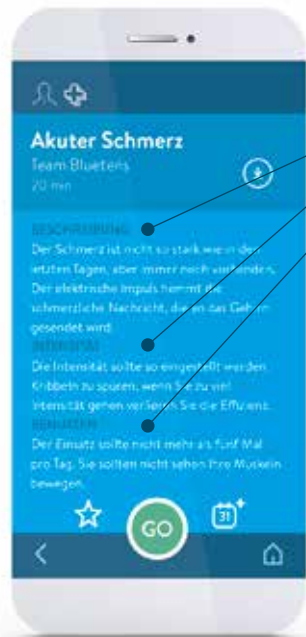 Akuter Schmerz
Team Bluetens
20 min
BESCHREIBUNG
Der Schmerz ist nicht so stark wie in den
letzten Tagen, aber immer noch vorhanden.
Der elektrische Impuls hemmt die
schmerzliche Nachricht, die an das Gehirn
gesendet wird.
INTENSITÄT
Die Intensität sollte so eingestellt werden
Kribbeln zu spüren, wenn Sie zu viel
Intensität gehen verlieren Sie die Effizienz.
BENUTZEN
Der Einsatz sollte nicht mehr als fünf Mal
pro Tag. Sie sollten nicht sehen Ihre Muskeln
bewegen.
GO
31